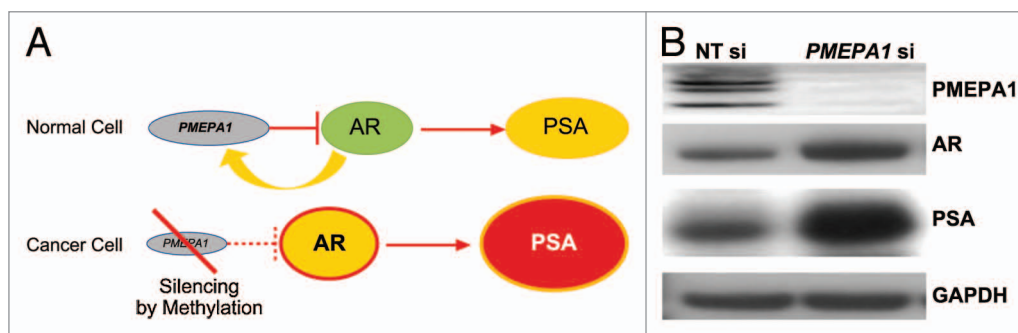 A
Normal Cell
PMEPA1
AR
PSA
Cancer Cell
PMEPA1
AR
PSA
Silencing
by Methylation
B
NT si PMEPA1 si
PMEPA1
AR
PSA
GAPDH